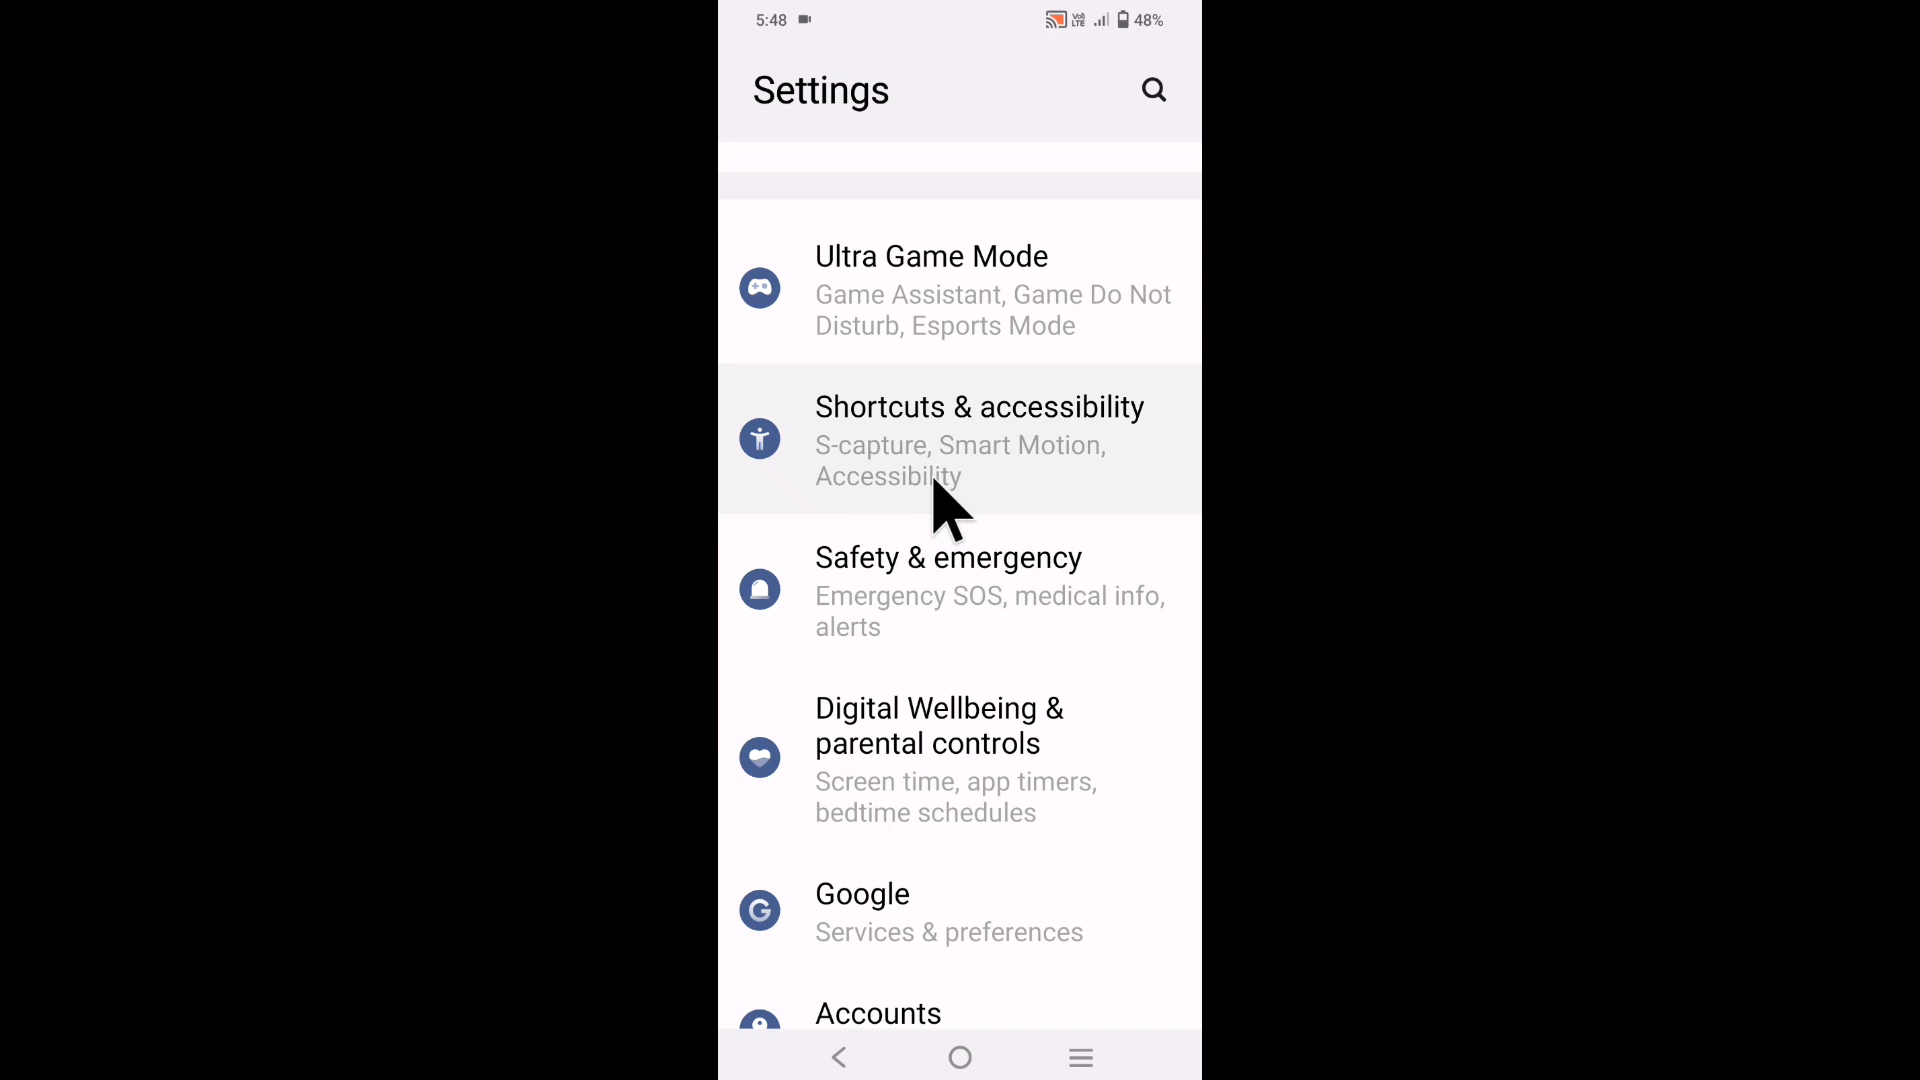 5:48
Vo) LTE 48%
Settings
Ultra Game Mode
Game Assistant, Game Do Not
Disturb, Esports Mode
Shortcuts & accessibility
S-capture, Smart Motion,
Accessibility
Safety & emergency
Emergency SOS, medical info,
alerts
Digital Wellbeing &
parental controls
Screen time, app timers,
bedtime schedules
Google
Services & preferences
Accounts